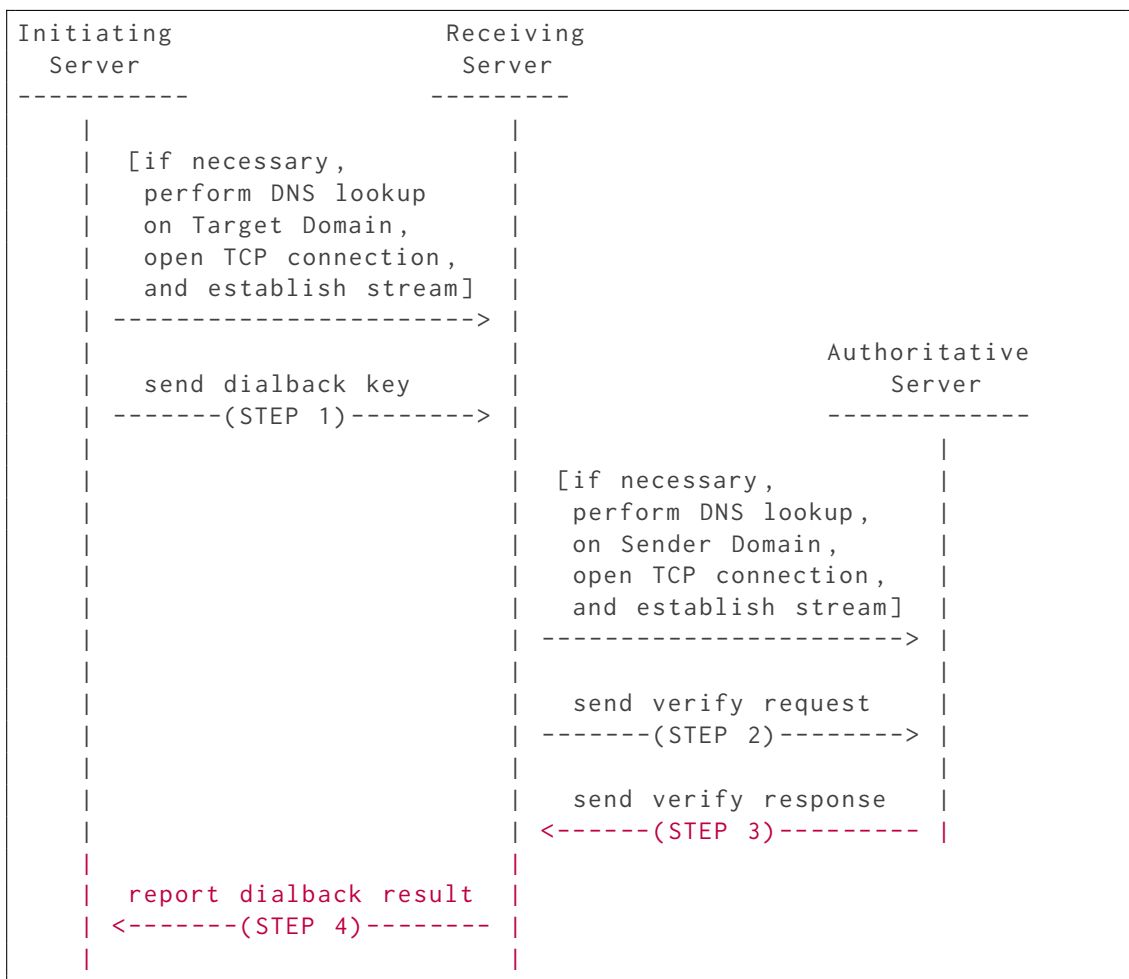 Initiating                 Receiving
  Server                    Server
-----------               ---------
    |                          |
    |  [if necessary,          |
    |   perform DNS lookup     |
    |   on Target Domain,      |
    |   open TCP connection,   |
    |   and establish stream]  |
    | -----------------------> |
    |                          |                   Authoritative
    |   send dialback key      |                       Server
    | -------(STEP 1)--------> |                   -------------
    |                          |                          |
    |                          |  [if necessary,          |
    |                          |   perform DNS lookup,    |
    |                          |   on Sender Domain,      |
    |                          |   open TCP connection,   |
    |                          |   and establish stream]  |
    |                          | -----------------------> |
    |                          |                          |
    |                          |   send verify request    |
    |                          | -------(STEP 2)--------> |
    |                          |                          |
    |                          |   send verify response   |
    |                          | <------(STEP 3)--------- |
    |                          |
    |  report dialback result  |
    | <-------(STEP 4)-------- |
    |                          |